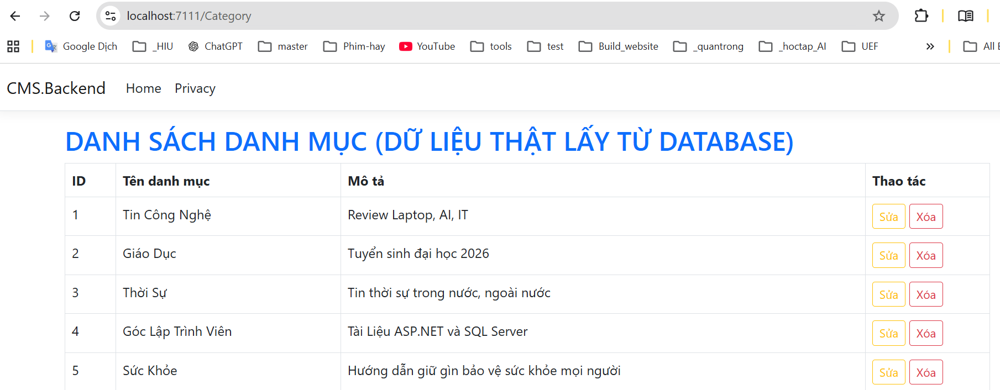 localhost:7111/Category
Google Dịch _HIU ChatGPT master Phim-hay YouTube tools test Build_website _quantrong _hoctap_AI UEF » All
CMS.Backend Home Privacy
DANH SÁCH DANH MỤC (DỮ LIỆU THẬT LẤY TỪ DATABASE)
ID Tên danh mục Mô tả Thao tác
1 Tin Công Nghệ Review Laptop, AI, IT Sửa Xóa
2 Giáo Dục Tuyển sinh đại học 2026 Sửa Xóa
3 Thời Sự Tin thời sự trong nước, ngoài nước Sửa Xóa
4 Góc Lập Trình Viên Tài Liệu ASP.NET và SQL Server Sửa Xóa
5 Sức Khỏe Hướng dẫn giữ gìn bảo vệ sức khỏe mọi người Sửa Xóa